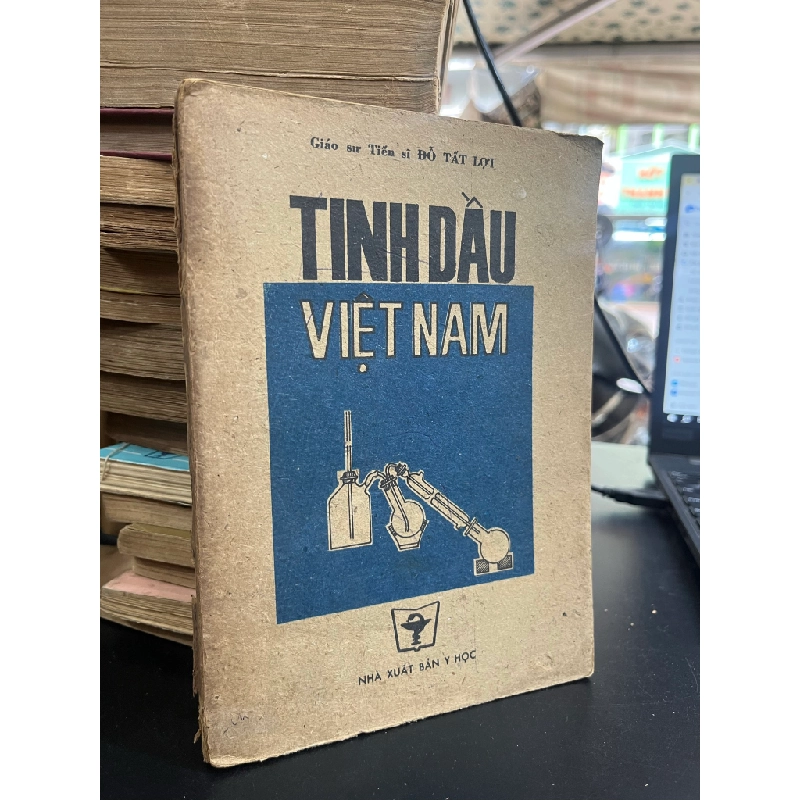 Giáo sư Tiến sĩ ĐỖ TẤT LỢI
TINH DẦU
VIỆT NAM
NHÀ XUẤT BẢN Y HỌC